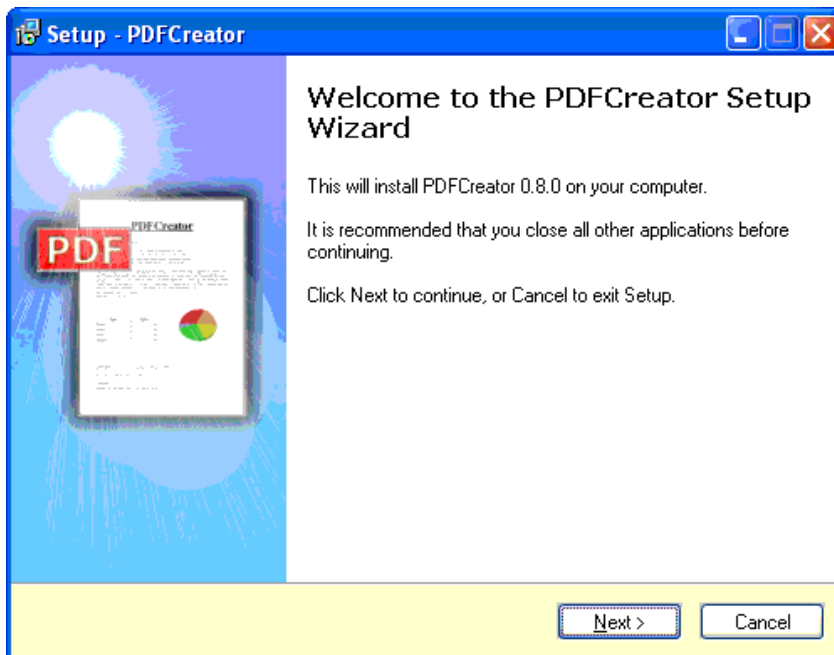 Setup - PDFCreator
Welcome to the PDFCreator Setup
Wizard
This will install PDFCreator 0.8.0 on your computer.
It is recommended that you close all other applications before
continuing.
Click Next to continue, or Cancel to exit Setup.
PDFCreator
PDF
Next >
Cancel